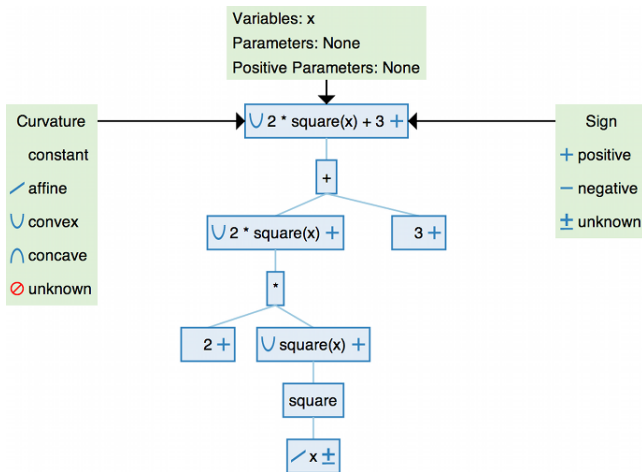 Variables: x
Parameters: None
Positive Parameters: None
Curvature
constant
affine
convex
concave
unknown
∪ 2 * square(x) + 3 +
Sign
+ positive
− negative
± unknown
+
∪ 2 * square(x) +
3 +
*
2 +
∪ square(x) +
square
x ±